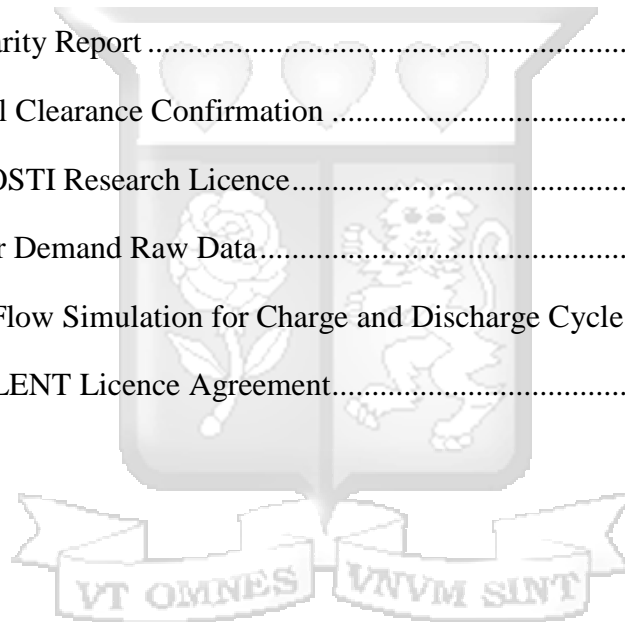 arity Report ................................................
l Clearance Confirmation ..............................
OSTI Research Licence...................................
r Demand Raw Data......................................
Flow Simulation for Charge and Discharge Cycle
LENT Licence Agreement..............................
VT OMNES VNVM SINT